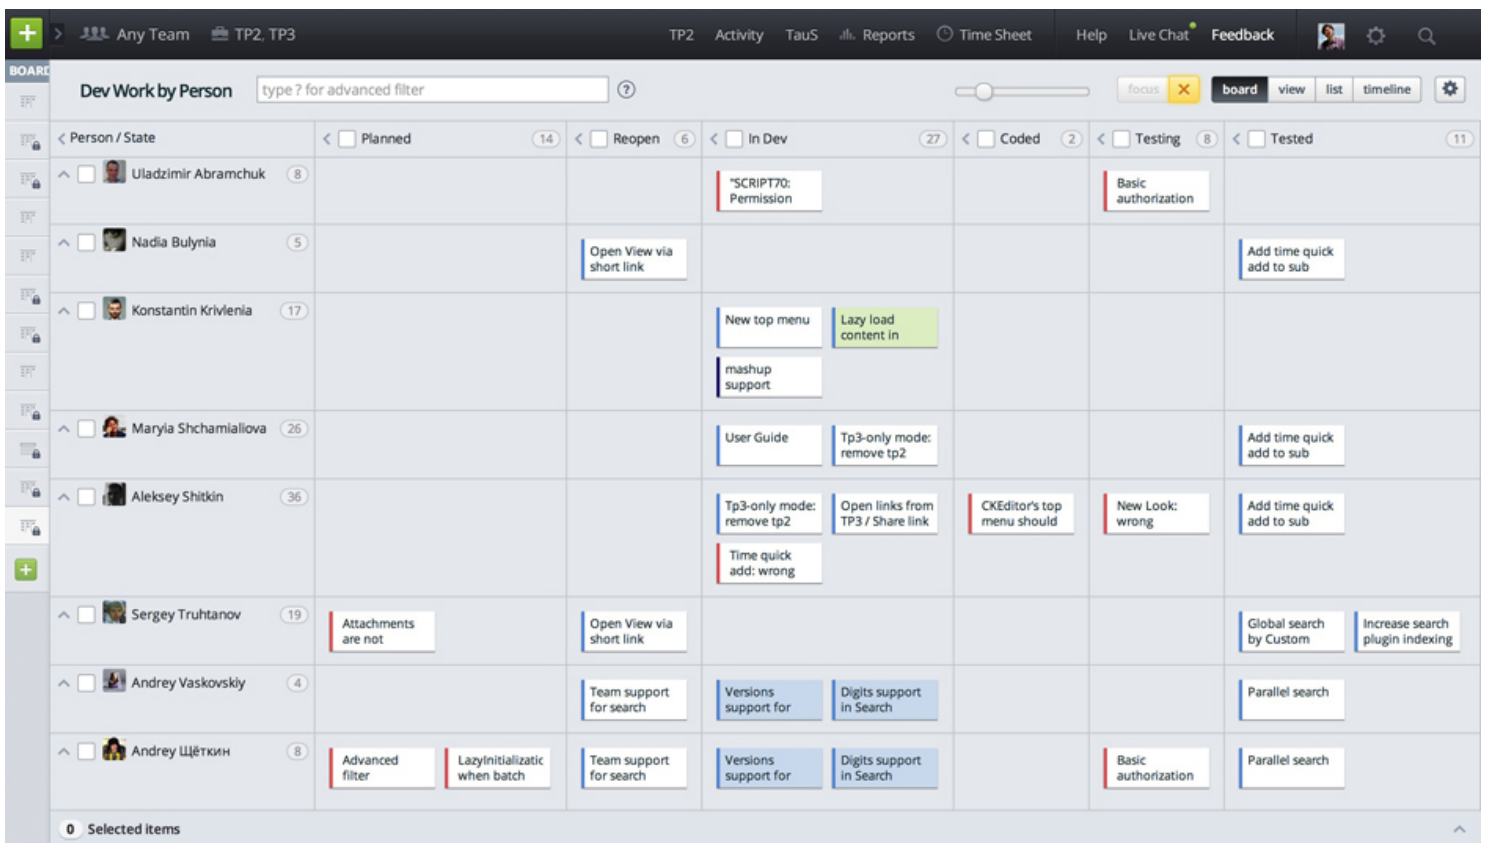 + > Any Team TP2, TP3 TP2 Activity TauS Reports Time Sheet Help Live Chat Feedback
BOARD
Dev Work by Person type ? for advanced filter ? focus X board view list timeline
Person / State Planned 14 Reopen 6 In Dev 27 Coded 2 Testing 8 Tested 11
Uladzimir Abramchuk 8
"SCRIPT70:
Permission
Basic
authorization
Nadia Bulynia 5
Open View via
short link
Add time quick
add to sub
Konstantin Krivlenia 17
New top menu
Lazy load
content in
mashup
support
Maryia Shchamialiova 26
User Guide
Tp3-only mode:
remove tp2
Add time quick
add to sub
Aleksey Shitkin 36
Tp3-only mode:
remove tp2
Open links from
TP3 / Share link
Time quick
add: wrong
CKEditor's top
menu should
New Look:
wrong
Add time quick
add to sub
Sergey Truhtanov 19
Attachments
are not
Open View via
short link
Global search
by Custom
Increase search
plugin indexing
Andrey Vaskovskiy 4
Team support
for search
Versions
support for
Digits support
in Search
Parallel search
Andrey Щёткин 8
Advanced
filter
LazyInitializatic
when batch
Team support
for search
Versions
support for
Digits support
in Search
Basic
authorization
Parallel search
0 Selected items